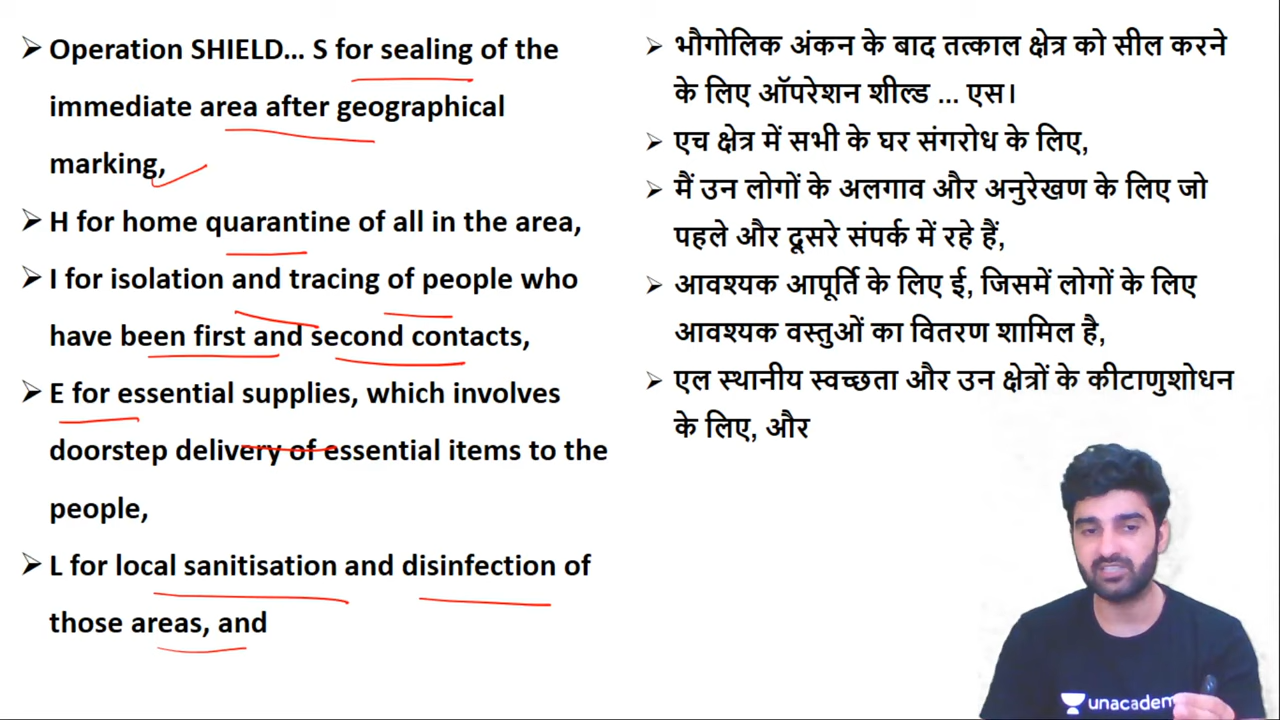 Operation SHIELD... S for sealing of the
immediate area after geographical
marking,
H for home quarantine of all in the area,
I for isolation and tracing of people who
have been first and second contacts,
E for essential supplies, which involves
doorstep delivery of essential items to the
people,
L for local sanitisation and disinfection of
those areas, and
भौगोलिक अंकन के बाद तत्काल क्षेत्र को सील करने
के लिए ऑपरेशन शील्ड ... एस।
एच क्षेत्र में सभी के घर संगरोध के लिए,
मैं उन लोगों के अलगाव और अनुरेखण के लिए जो
पहले और दूसरे संपर्क में रहे हैं,
आवश्यक आपूर्ति के लिए ई, जिसमें लोगों के लिए
आवश्यक वस्तुओं का वितरण शामिल है,
एल स्थानीय स्वच्छता और उन क्षेत्रों के कीटाणुशोधन
के लिए, और
unacadem